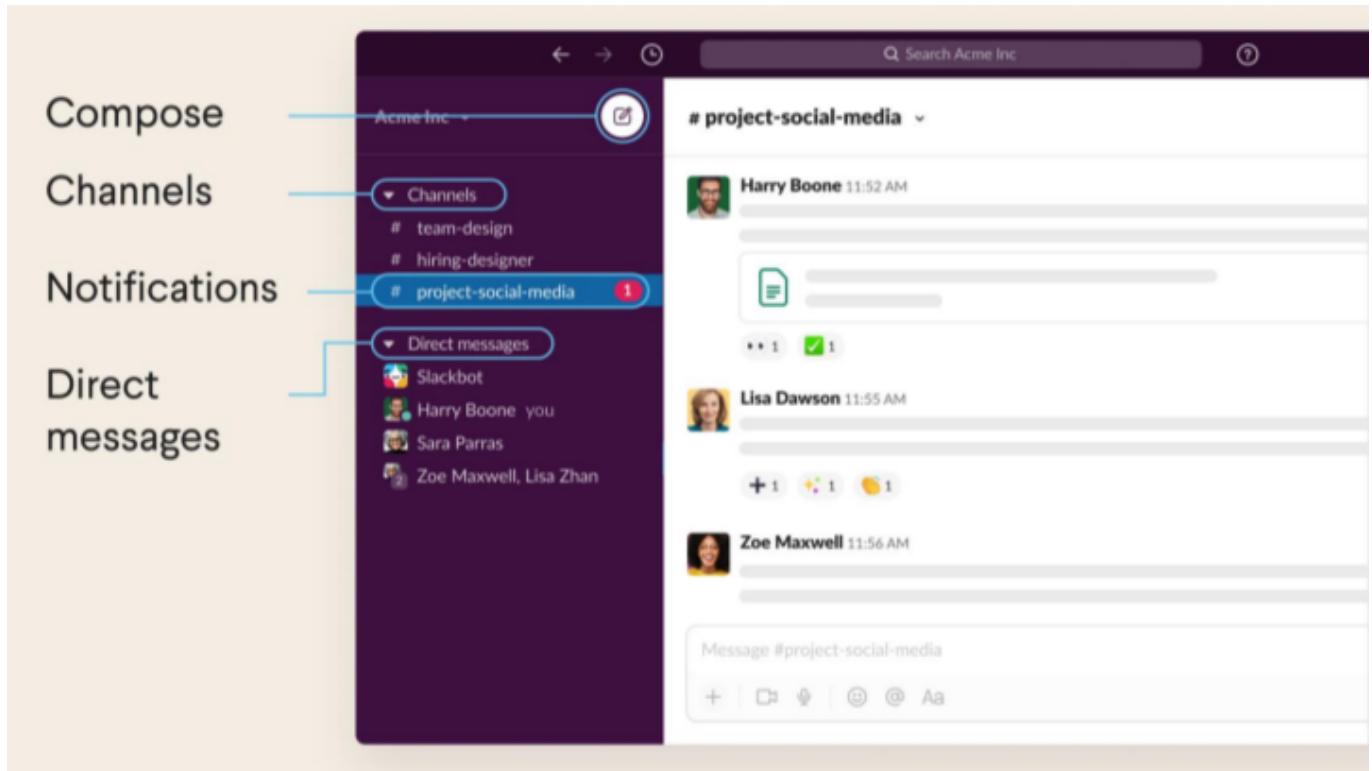 Search Acme Inc
Compose
Acme Inc
# project-social-media
Channels
Channels
Harry Boone 11:52 AM
# team-design
# hiring-designer
Notifications
# project-social-media 1
1 1
Direct messages
Direct
messages
Slackbot
Harry Boone you
Sara Parras
2 Zoe Maxwell, Lisa Zhan
Lisa Dawson 11:55 AM
1 1 1
Zoe Maxwell 11:56 AM
Message #project-social-media
+ @ Aa